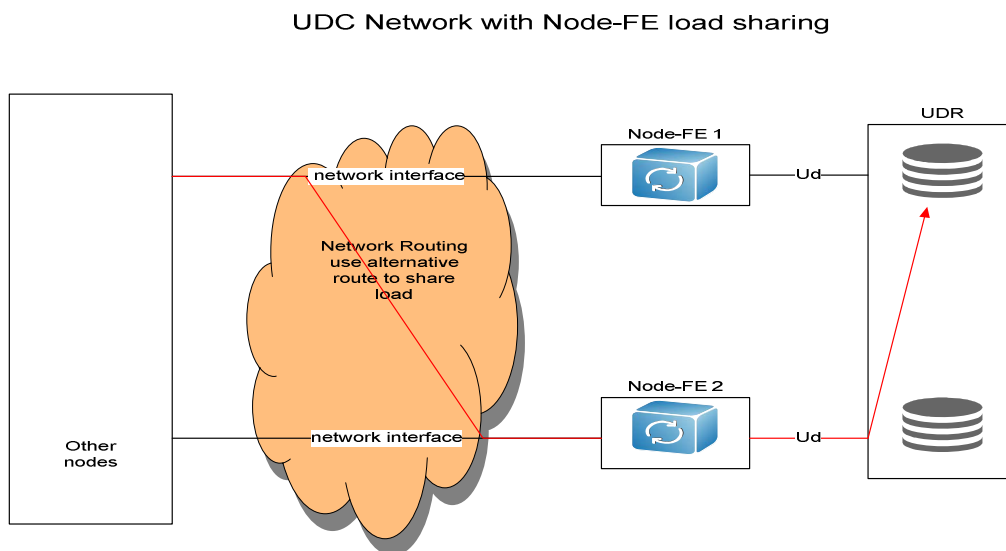 UDC Network with Node-FE load sharing
UDR
Node-FE 1
network interface
Ud
Network Routing
use alternative
route to share
load
Node-FE 2
network interface
Ud
Other
nodes